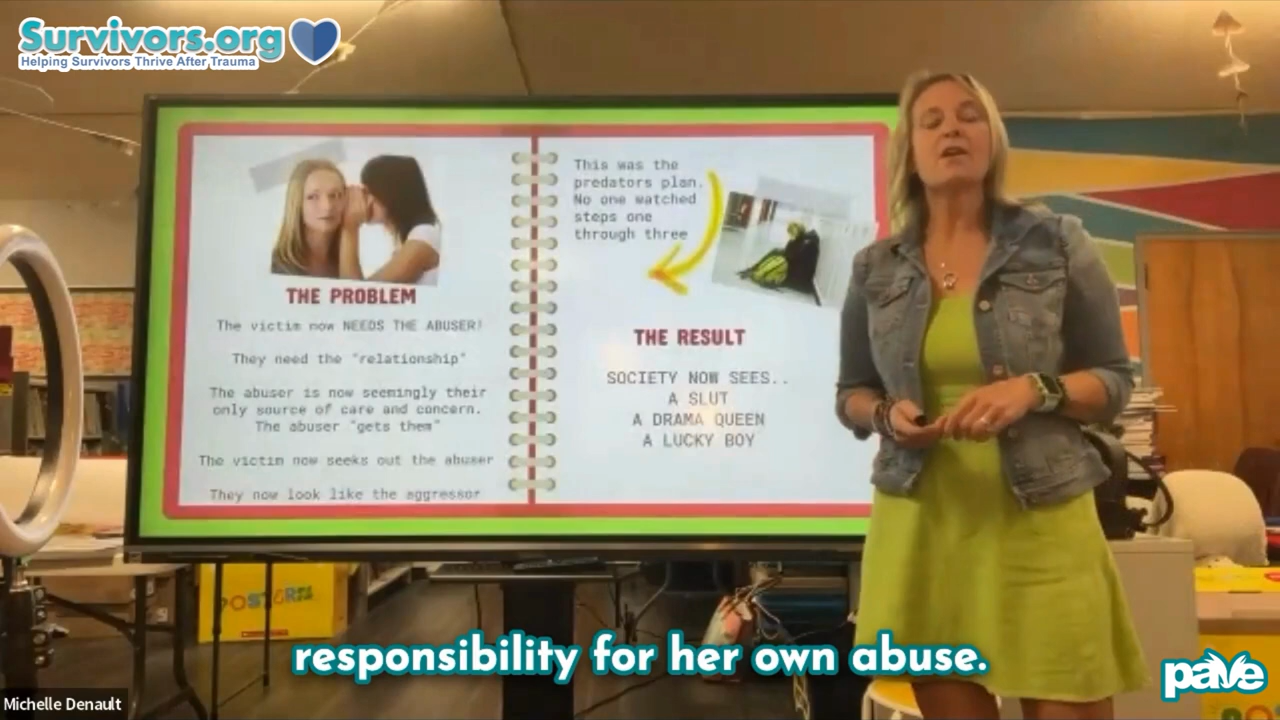 Survivors.org
Helping Survivors Thrive After Trauma
THE PROBLEM
The victim now NEEDS THE ABUSER!
They need the "relationship"
The abuser is now seemingly their
only source of care and concern.
The abuser "gets them"
The victim now seeks out the abuser
They now look like the aggressor
This was the
predators plan.
No one watched
steps one
through three
THE RESULT
SOCIETY NOW SEES..
A SLUT
A DRAMA QUEEN
A LUCKY BOY
responsibility for her own abuse.
Michelle Denault
paVe